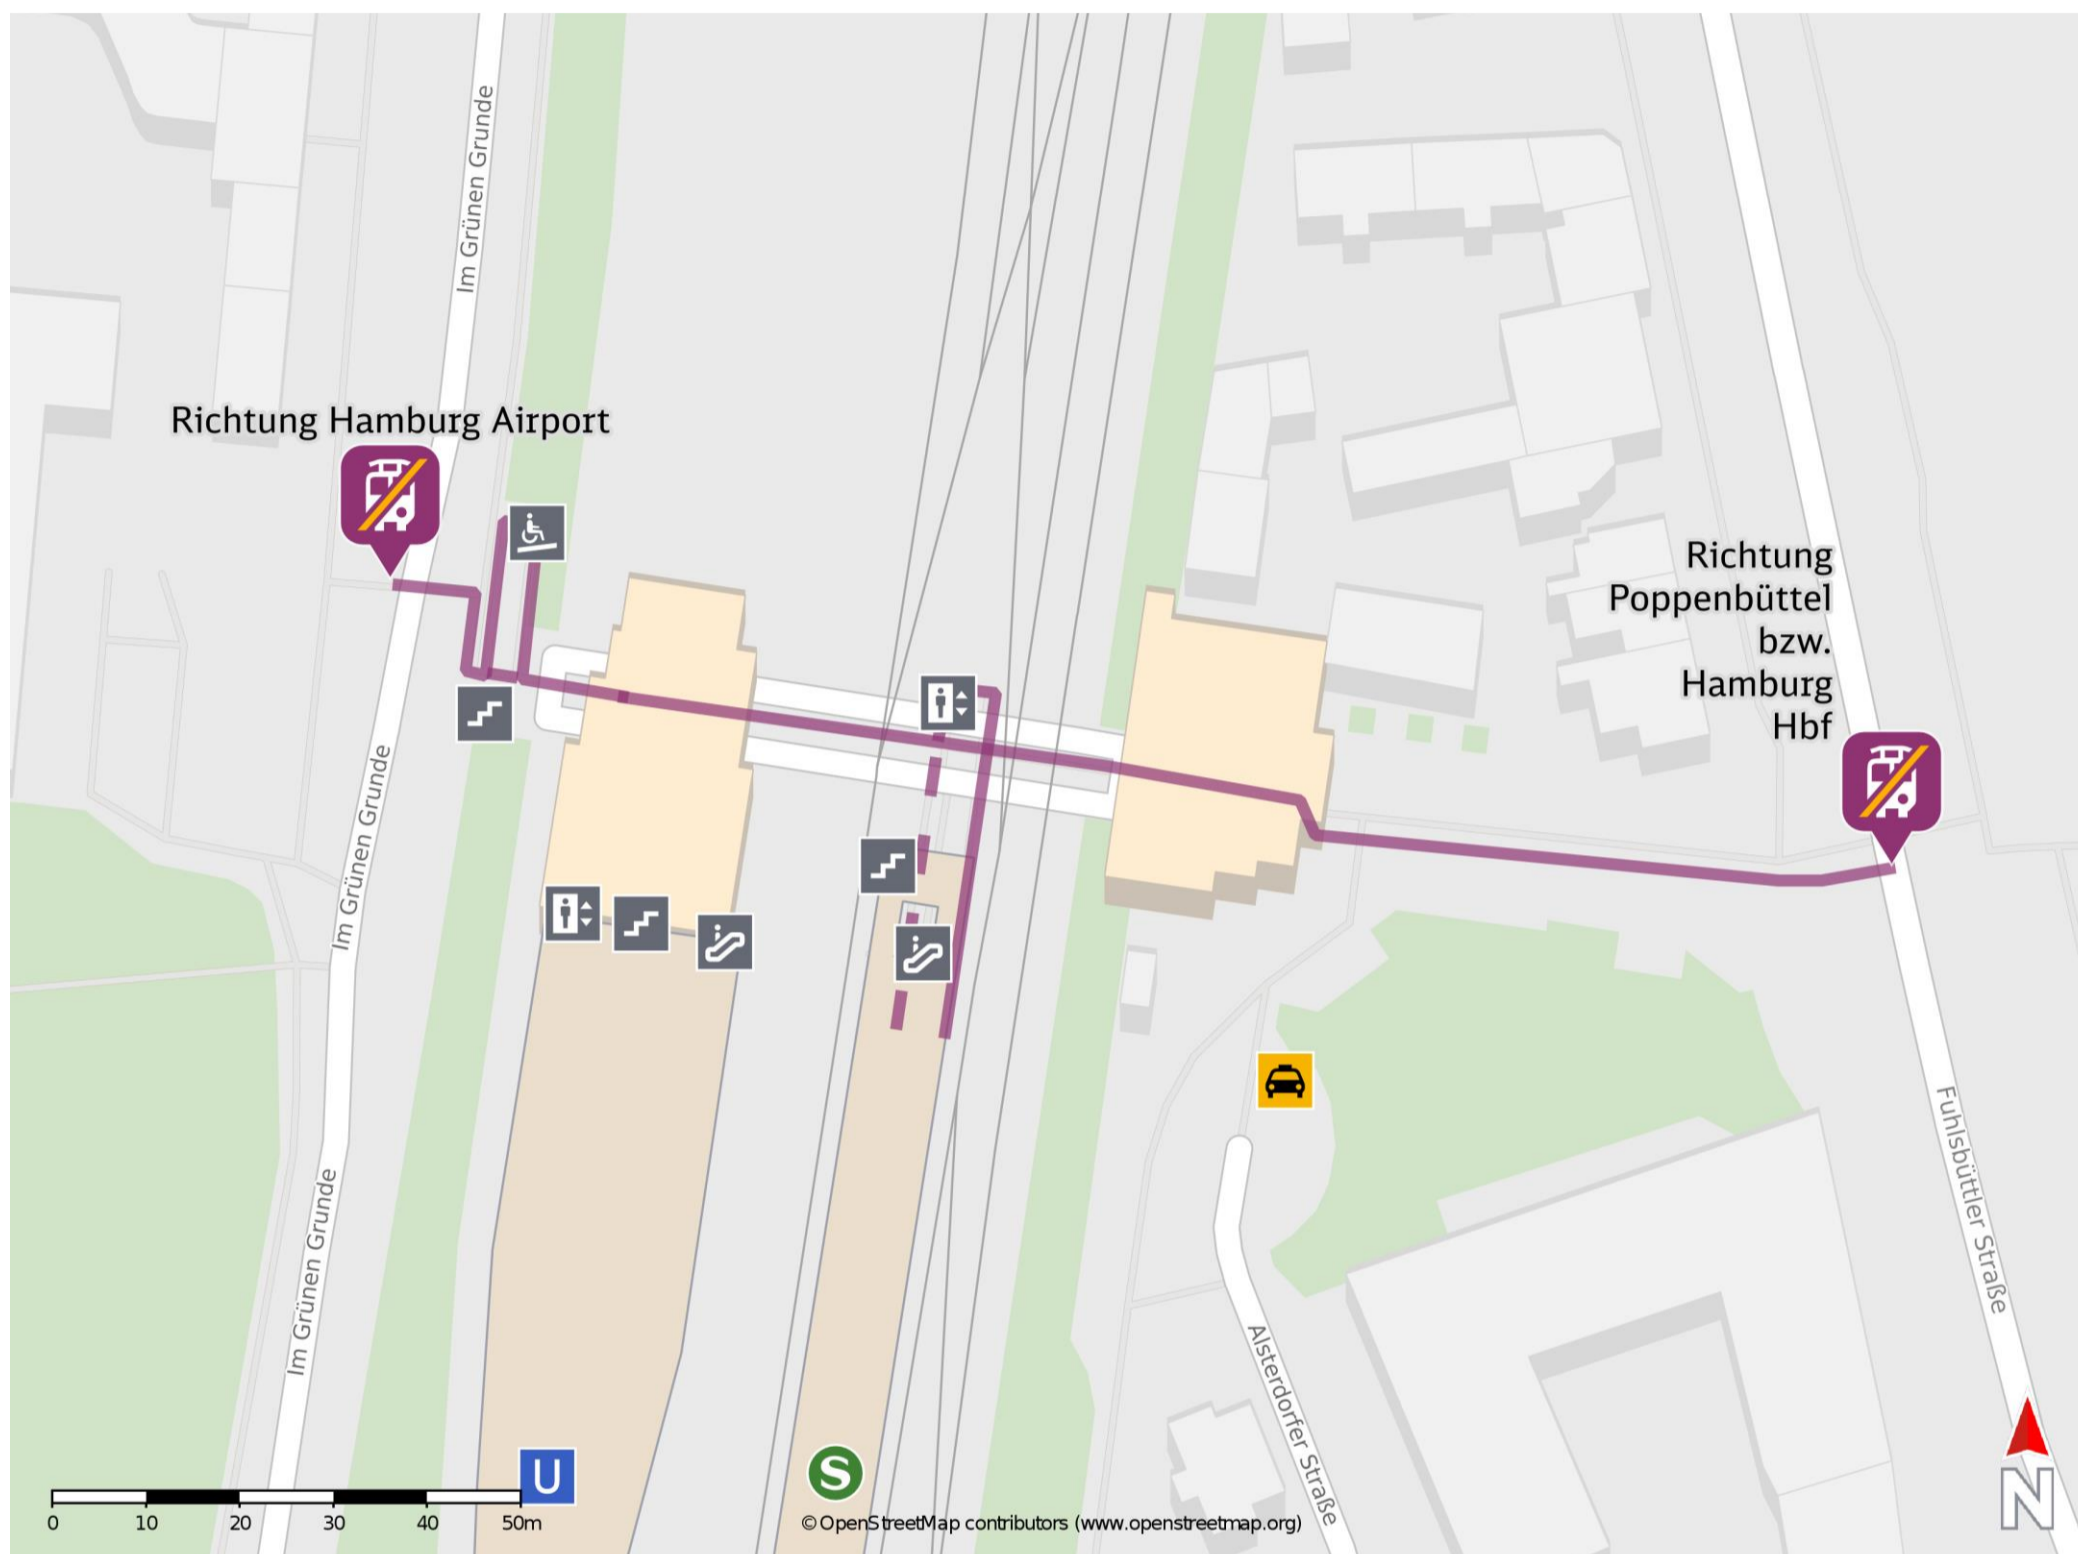 Im Grünen Grunde
Richtung Hamburg Airport
Richtung
Poppenbüttel
bzw.
Hamburg
Hbf
Im Grünen Grunde
Im Grünen Grunde
Fuhlsbüttler Straße
Alsterdorfer Straße
U
S
N
0 10 20 30 40 50m
© OpenStreetMap contributors (www.openstreetmap.org)